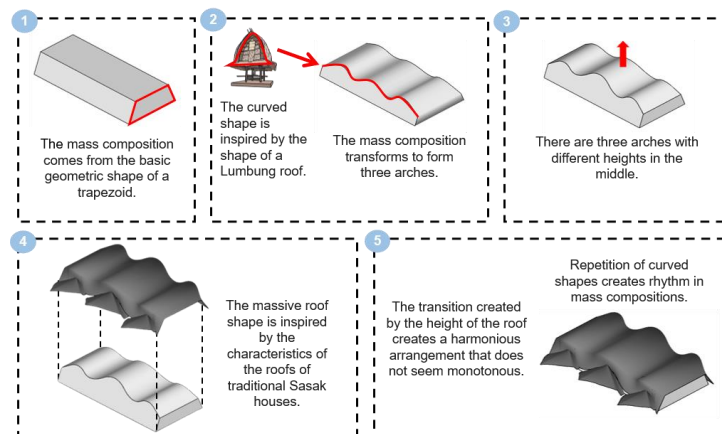 1
The mass composition
comes from the basic
geometric shape of a
trapezoid.
2
The curved
shape is
inspired by the
shape of a
Lumbung roof.
The mass composition
transforms to form
three arches.
3
There are three arches with
different heights in the
middle.
4
The massive roof
shape is inspired
by the
characteristics of
the roofs of
traditional Sasak
houses.
5
The transition created
by the height of the roof
creates a harmonious
arrangement that does
not seem monotonous.
Repetition of curved
shapes creates rhythm in
mass compositions.